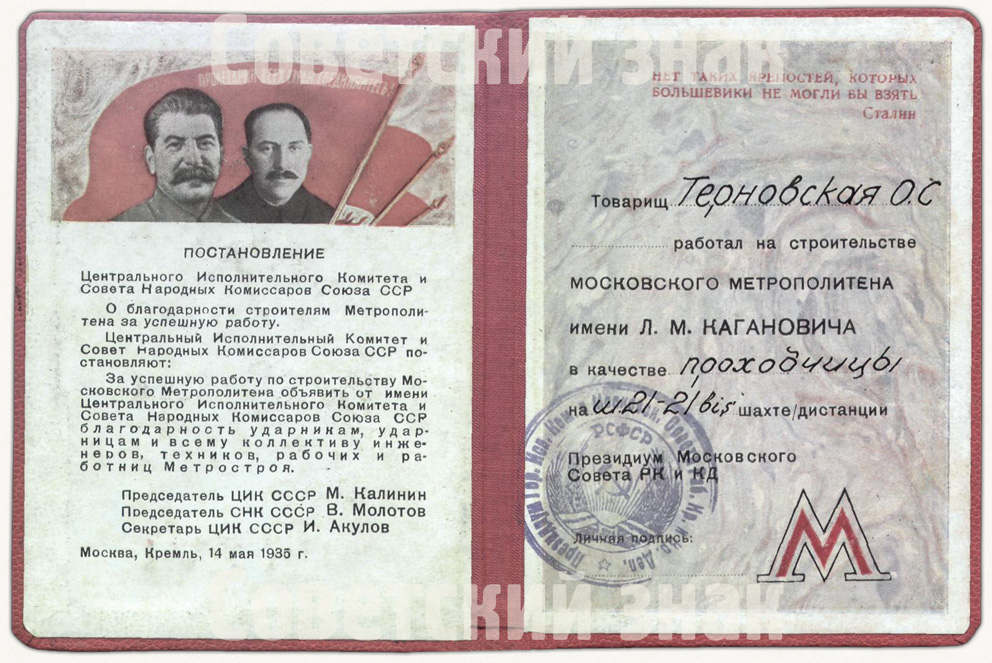 Советский знак
ПОСТАНОВЛЕНИЕ
Центрального Исполнительного Комитета и
Совета Народных Комиссаров Союза ССР
О благодарности строителям Метрополи-
тена за успешную работу.
Центральный Исполнительный Комитет и
Совет Народных Комиссаров Союза ССР по-
становляют:
За успешную работу по строительству Мо-
сковского Метрополитена объявить от имени
Центрального Исполнительного Комитета и
Совета Народных Комиссаров Союза ССР
благодарность ударникам, удар-
ницам и всему коллективу инже-
неров, техников, рабочих и ра-
ботниц Метростроя.
Председатель ЦИК СССР М. Калинин
Председатель СНК СССР В. Молотов
Секретарь ЦИК СССР И. Акулов
Москва, Кремль, 14 мая 1935 г.
НЕТ ТАКИХ КРЕПОСТЕЙ, КОТОРЫХ
БОЛЬШЕВИКИ НЕ МОГЛИ БЫ ВЗЯТЬ
Сталин
Товарищ Терновская О.С
работал на строительстве
МОСКОВСКОГО МЕТРОПОЛИТЕНА
имени Л. М. КАГАНОВИЧА
в качестве проходчицы
на ш.21-21 bis шахте/дистанции
Президиум Московского
Совета РК и КД
РСФСР
Личная подпись:
М
Советский знак